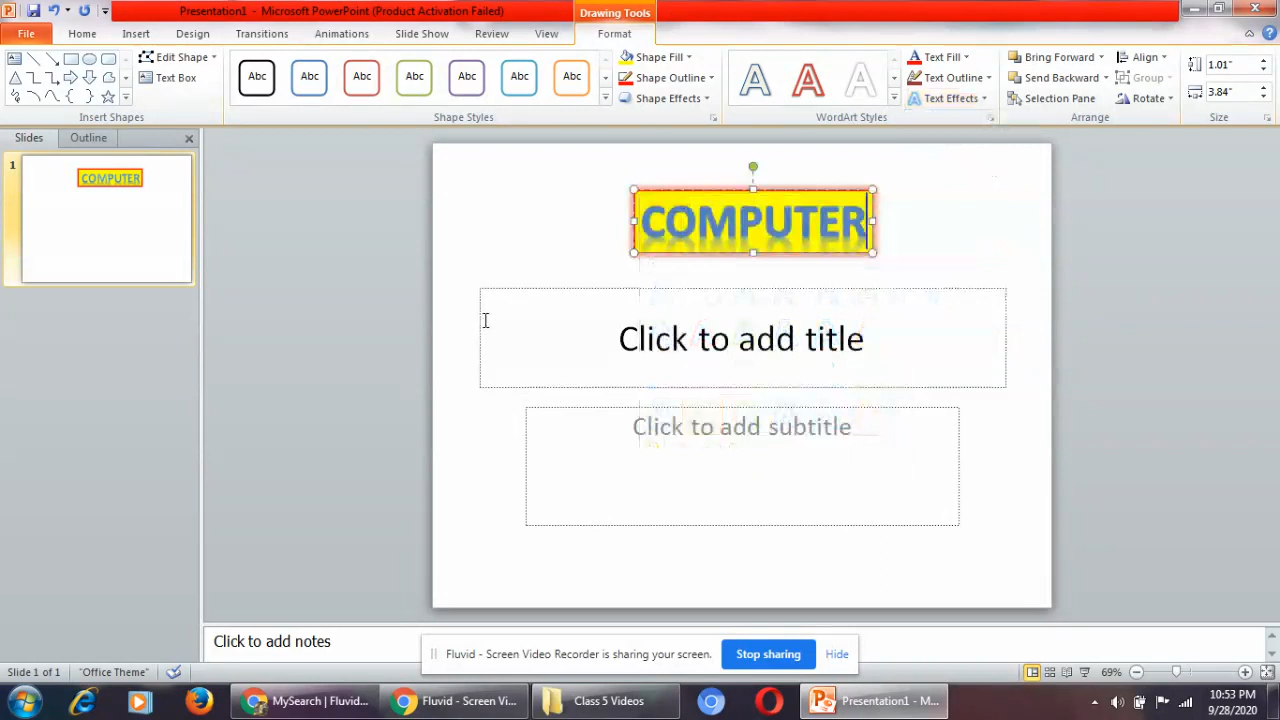 Presentation1 - Microsoft PowerPoint (Product Activation Failed)
Drawing Tools
File Home Insert Design Transitions Animations Slide Show Review View Format
Edit Shape
Text Box
Insert Shapes
Abc Abc Abc Abc Abc Abc Abc
Shape Fill
Shape Outline
Shape Effects
Shape Styles
A A A
Text Fill
Text Outline
Text Effects
WordArt Styles
Bring Forward
Send Backward
Selection Pane
Align
Group
Rotate
Arrange
1.01"
3.84"
Size
Slides Outline
1
COMPUTER
COMPUTER
Click to add title
Click to add subtitle
Click to add notes
Fluvid - Screen Video Recorder is sharing your screen. Stop sharing Hide
Slide 1 of 1 "Office Theme" 69%
MySearch | Fluvid... Fluvid - Screen Vi... Class 5 Videos Presentation1 - M...
10:53 PM
9/28/2020